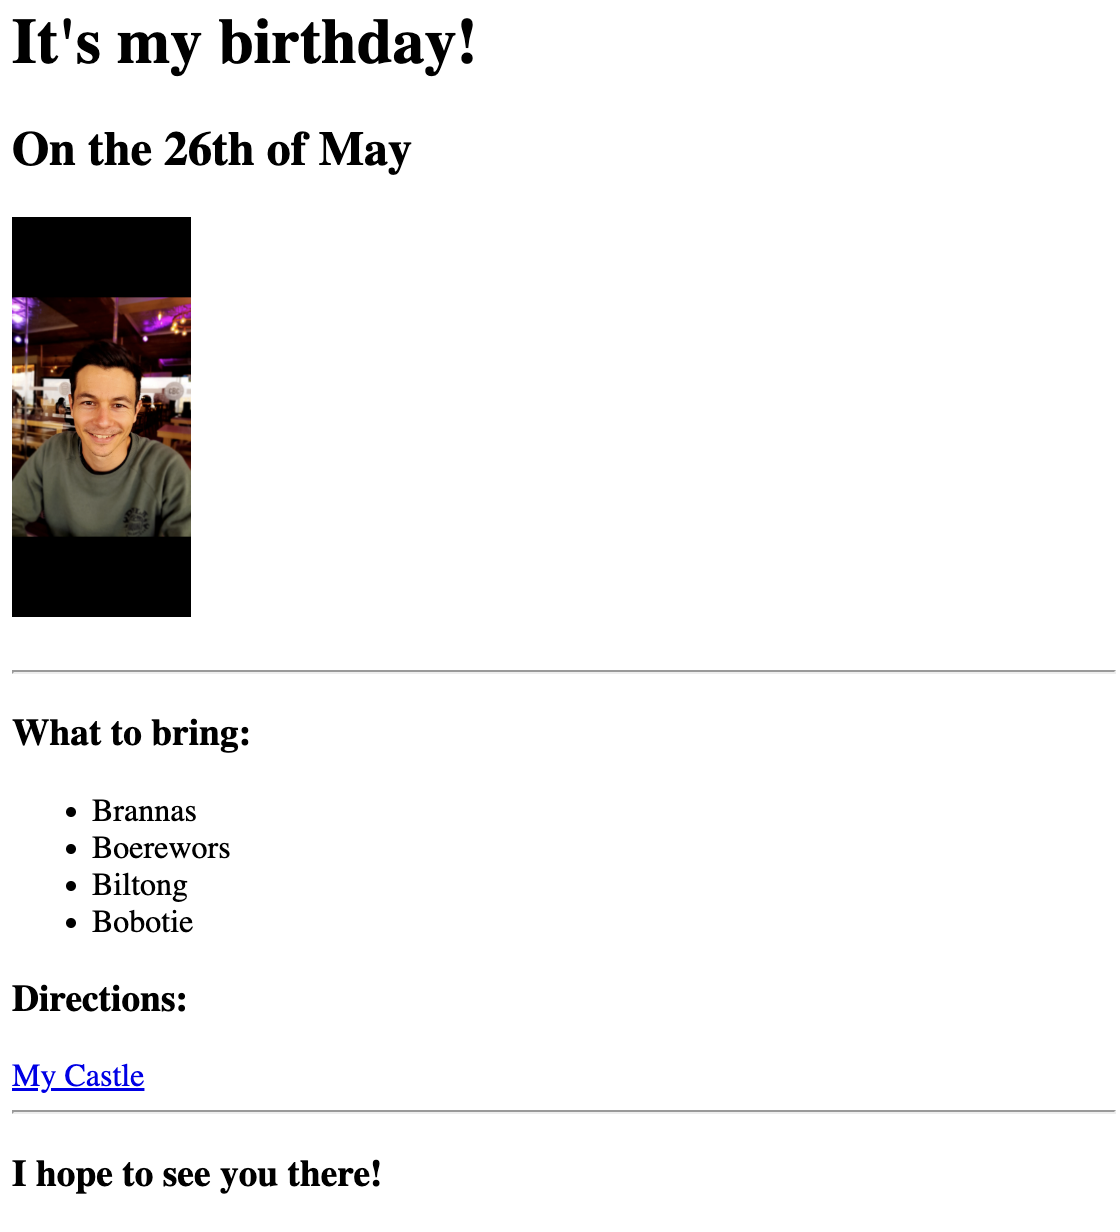 It's my birthday!
On the 26th of May
What to bring:
Brannas
Boerewors
Biltong
Bobotie
Directions:
My Castle
I hope to see you there!